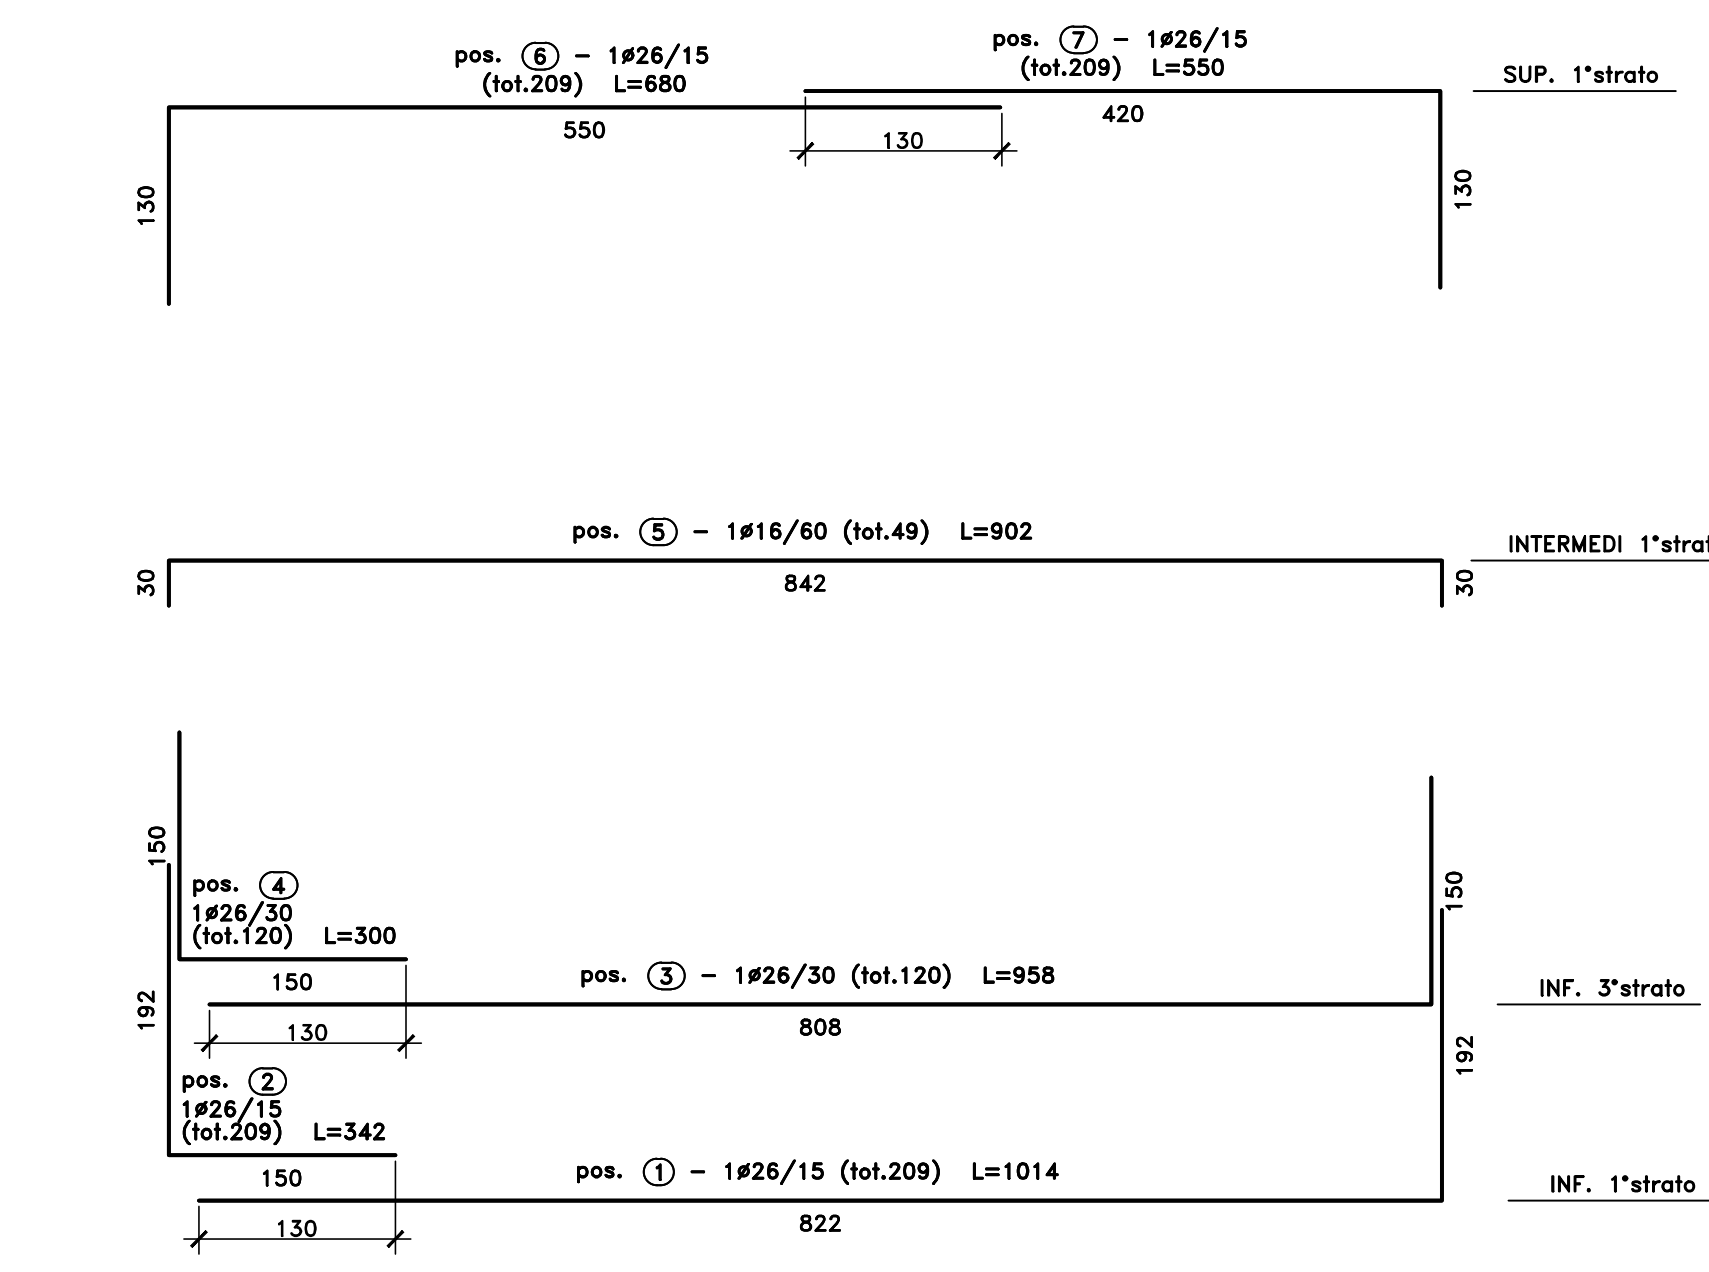 pos. 6 – 1ø26/15
(tot.209) L=680
pos. 7 – 1ø26/15
(tot.209) L=550
SUP. 1°strato
550
420
130
130
130
pos. 5 – 1ø16/60 (tot.49) L=902
INTERMEDI 1°strat
30
842
30
150
pos. 4
1ø26/30
(tot.120) L=300
150
150
pos. 3 – 1ø26/30 (tot.120) L=958
INF. 3°strato
192
808
130
192
pos. 2
1ø26/15
(tot.209) L=342
150
pos. 1 – 1ø26/15 (tot.209) L=1014
INF. 1°strato
822
130